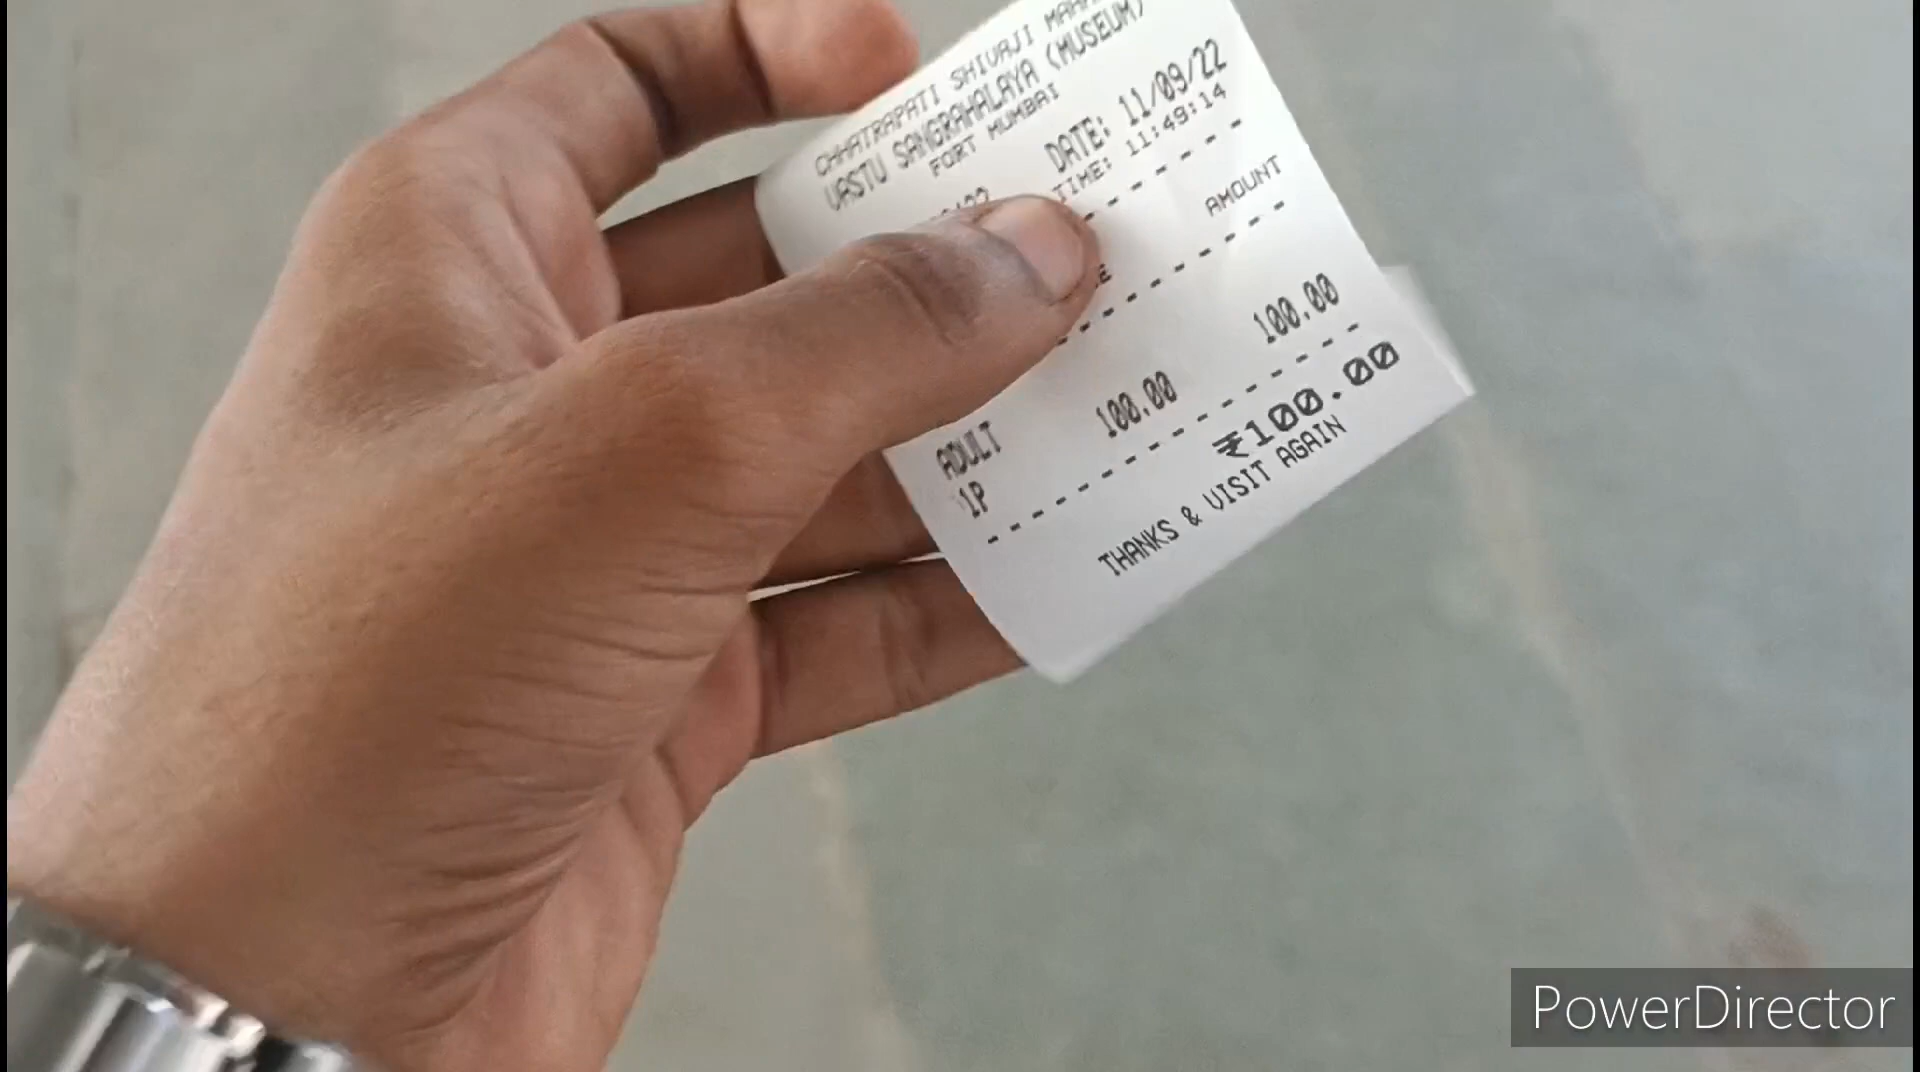 CHHATRAPATI SHIVAJI
VASTU SANGRAHALAYA (MUSEUM)
FORT MUMBAI
DATE: 11/09/22
TIME: 11:49:14
AMOUNT
100.00
ADULT 100.00
1P
₹100.00
THANKS & VISIT AGAIN
PowerDirector